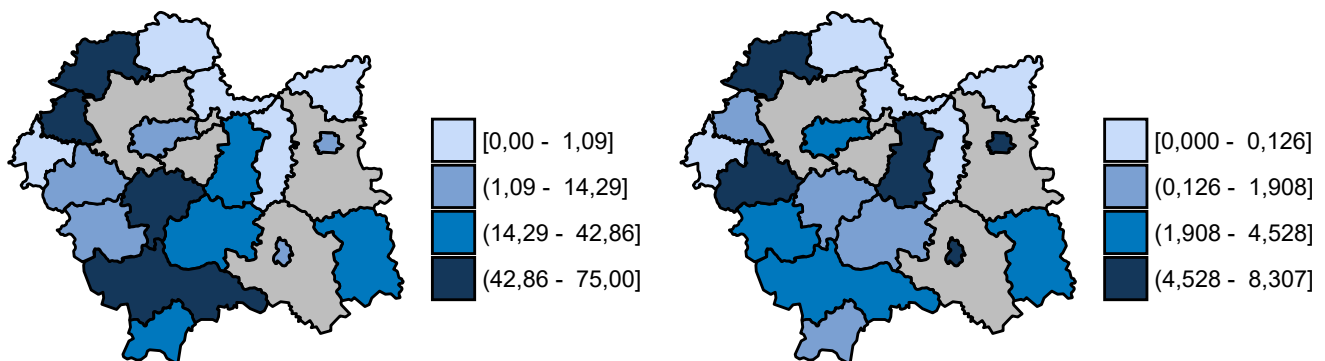 [0,00 - 1,09]
(1,09 - 14,29]
(14,29 - 42,86]
(42,86 - 75,00]
[0,000 - 0,126]
(0,126 - 1,908]
(1,908 - 4,528]
(4,528 - 8,307]